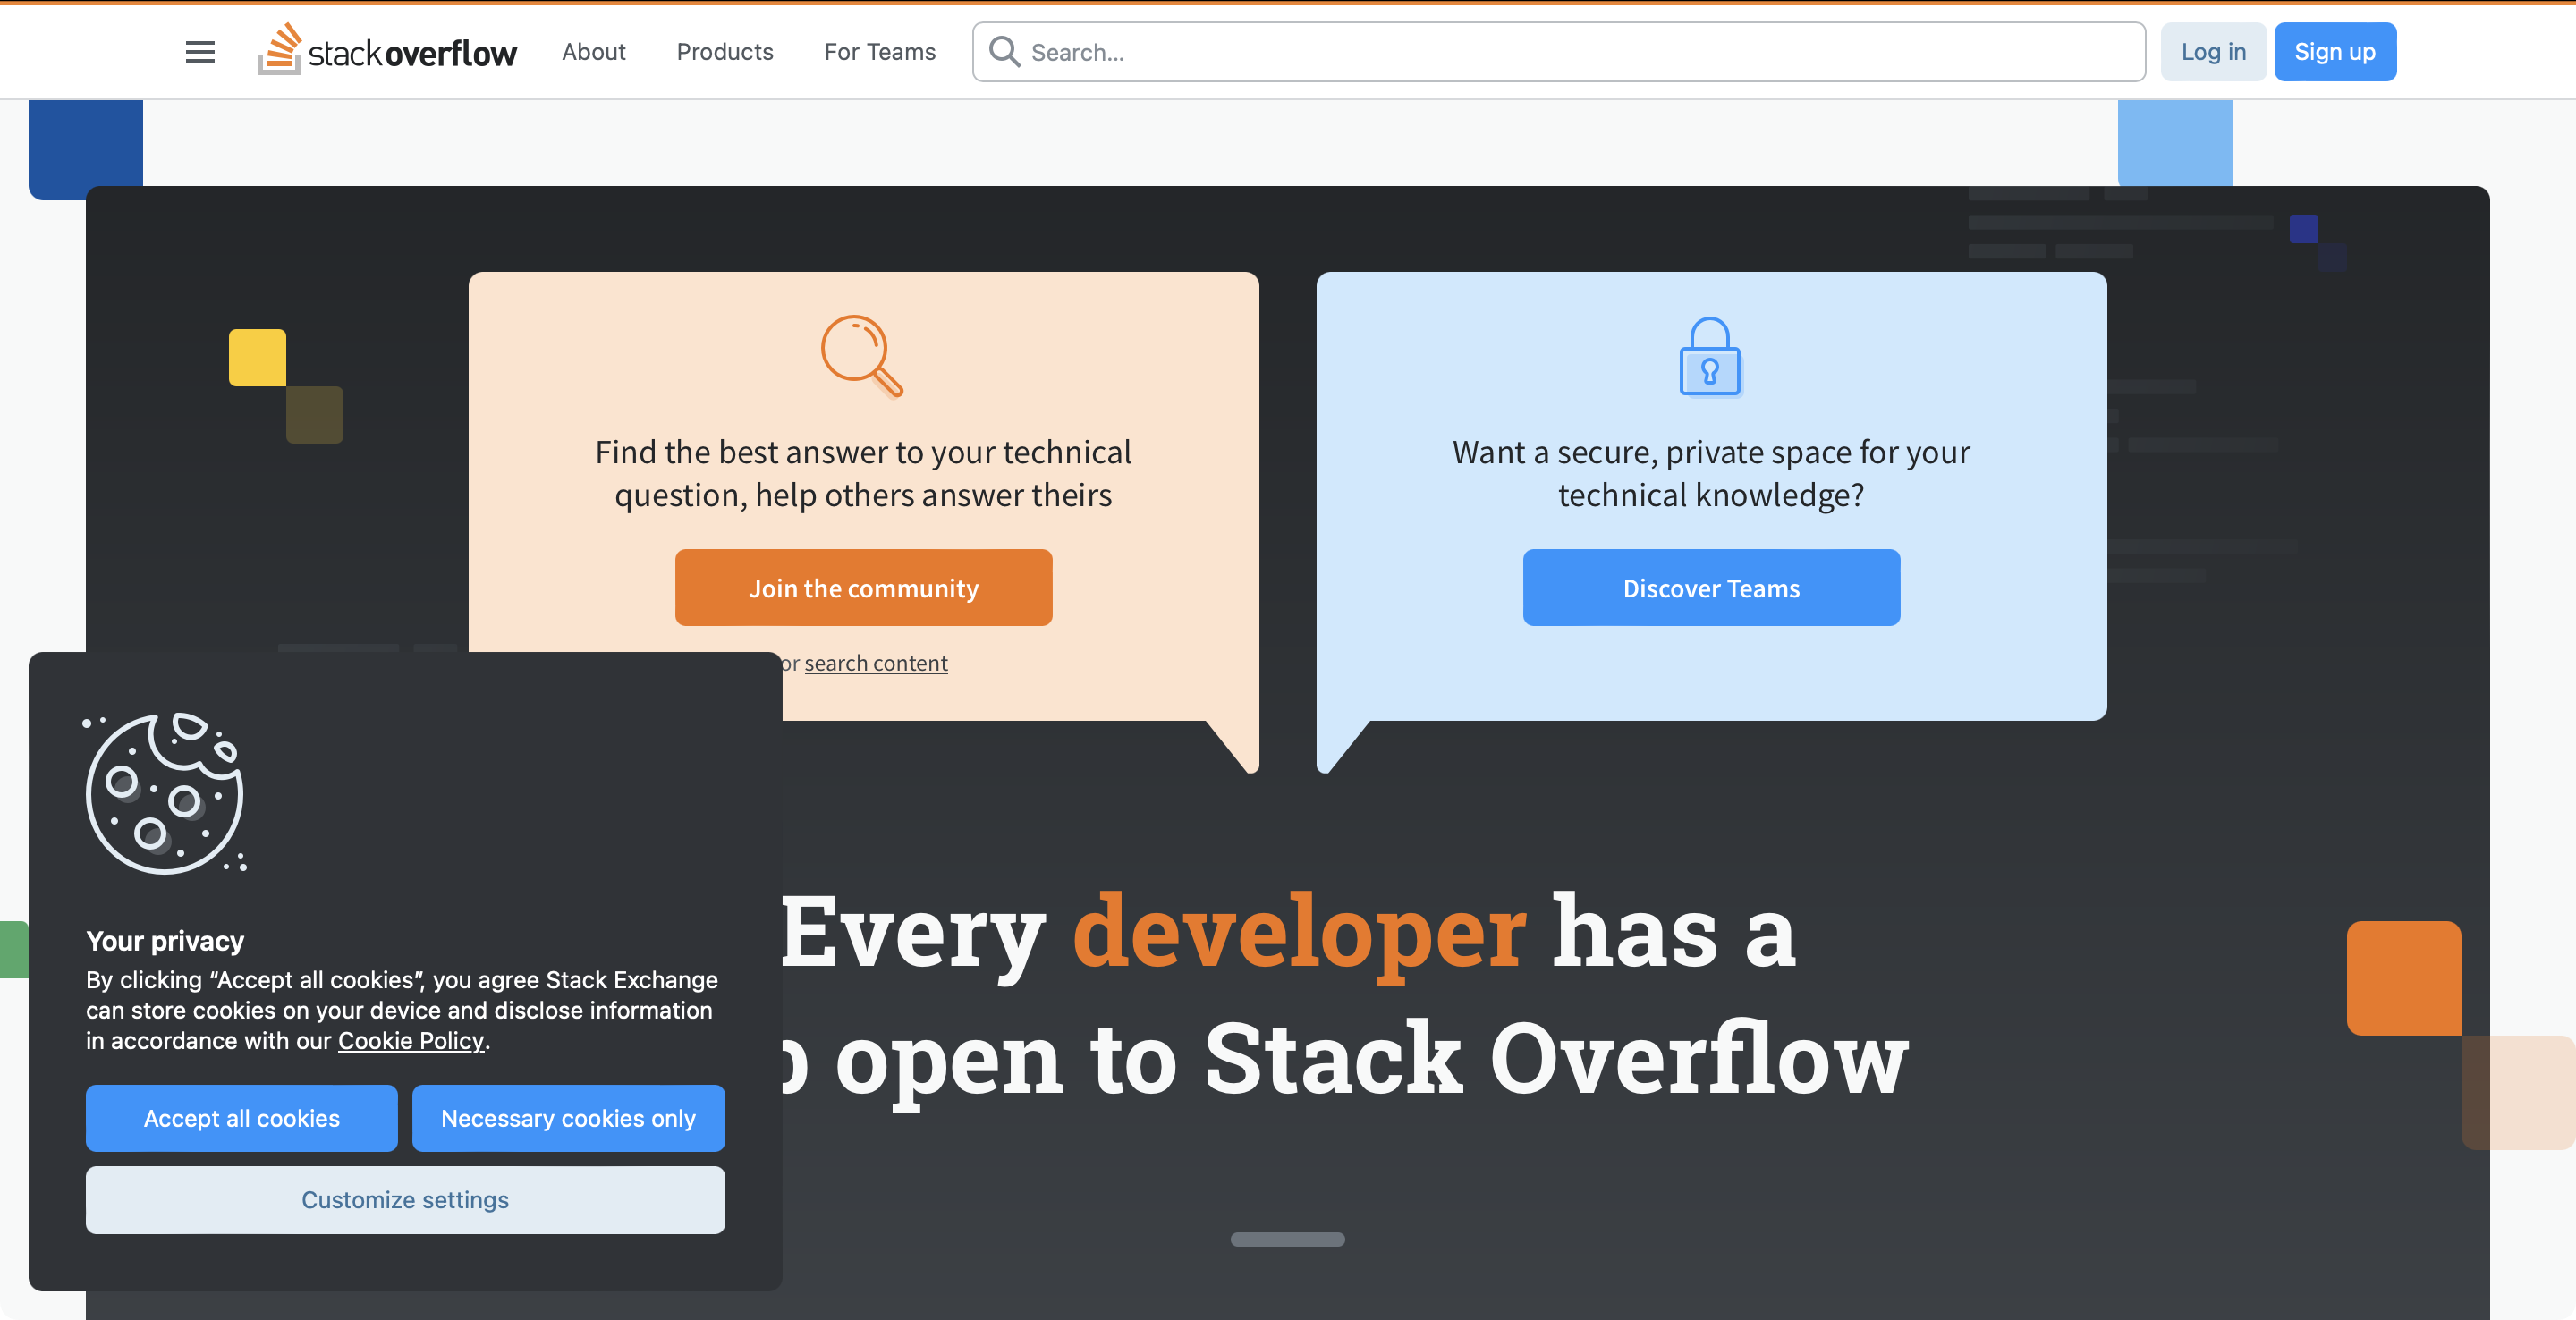 stackoverflow
About
Products
For Teams
Search...
Log in
Sign up
Find the best answer to your technical
question, help others answer theirs
Join the community
or search content
Want a secure, private space for your
technical knowledge?
Discover Teams
Every developer has a
open to Stack Overflow
Your privacy
By clicking “Accept all cookies”, you agree Stack Exchange
can store cookies on your device and disclose information
in accordance with our Cookie Policy.
Accept all cookies
Necessary cookies only
Customize settings